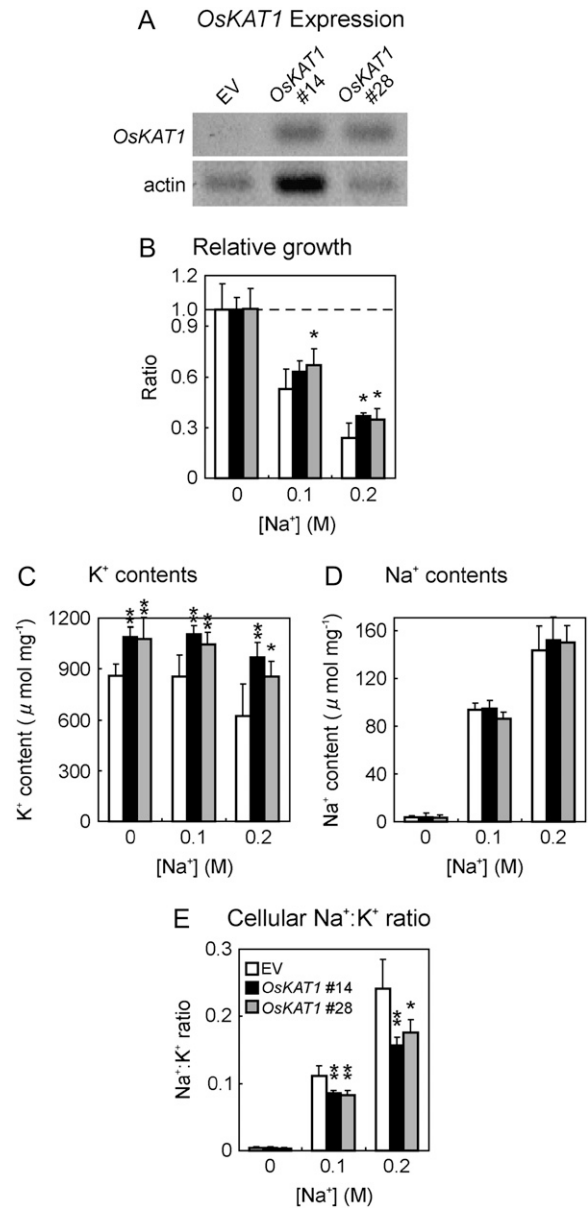 A OsKAT1 Expression
EV
OsKAT1 #14
OsKAT1 #28
OsKAT1
actin
B Relative growth
1.2
1.0
0.9
0.6
0.3
0
Ratio
*
* *
0 0.1 0.2
[Na⁺] (M)
C K⁺ contents
1200
900
600
300
0
K⁺ content ( μ mol mg⁻¹)
** ** ** ** ** *
0 0.1 0.2
[Na⁺] (M)
D Na⁺ contents
160
120
80
40
0
Na⁺ content ( μ mol mg⁻¹)
0 0.1 0.2
[Na⁺] (M)
E Cellular Na⁺:K⁺ ratio
0.3
0.2
0.1
0
Na⁺:K⁺ ratio
EV
OsKAT1 #14
OsKAT1 #28
** ** ** *
0 0.1 0.2
[Na⁺] (M)